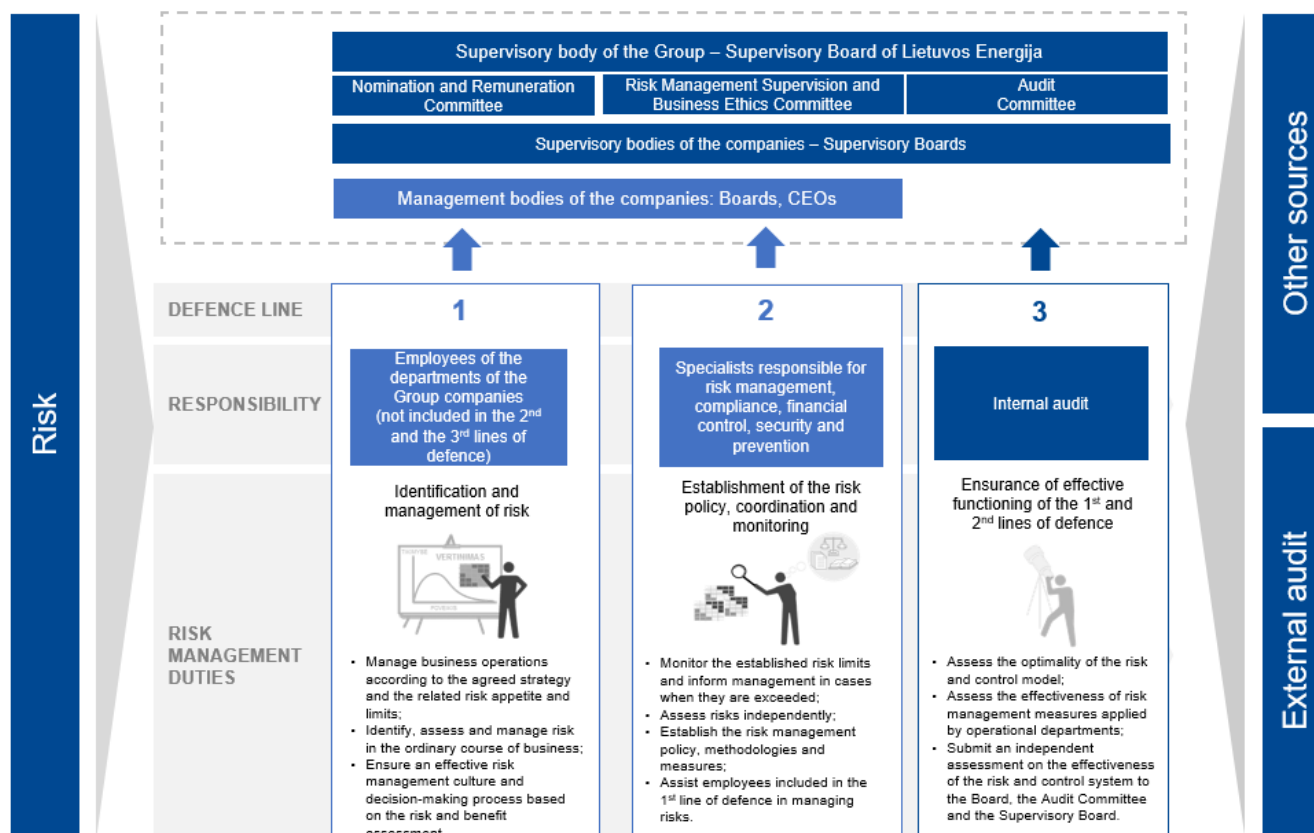 Risk
Supervisory body of the Group – Supervisory Board of Lietuvos Energija
Nomination and Remuneration
Committee
Risk Management Supervision and
Business Ethics Committee
Audit
Committee
Supervisory bodies of the companies – Supervisory Boards
Management bodies of the companies: Boards, CEOs
DEFENCE LINE
1
2
3
RESPONSIBILITY
Employees of the
departments of the
Group companies
(not included in the 2nd
and the 3rd lines of
defence)
Specialists responsible for
risk management,
compliance, financial
control, security and
prevention
Internal audit
RISK
MANAGEMENT
DUTIES
Identification and
management of risk
VERTINMAS
• Manage business operations
according to the agreed strategy
and the related risk appetite and
limits;
• Identify, assess and manage risk
in the ordinary course of business;
• Ensure an effective risk
management culture and
decision-making process based
on the risk and benefit
assessment
Establishment of the risk
policy, coordination and
monitoring
• Monitor the established risk limits
and inform management in cases
when they are exceeded;
• Assess risks independently;
• Establish the risk management
policy, methodologies and
measures;
• Assist employees included in the
1st line of defence in managing
risks.
Ensurance of effective
functioning of the 1st and
2nd lines of defence
• Assess the optimality of the risk
and control model;
• Assess the effectiveness of risk
management measures applied
by operational departments;
• Submit an independent
assessment on the effectiveness
of the risk and control system to
the Board, the Audit Committee
and the Supervisory Board.
Other sources
External audit